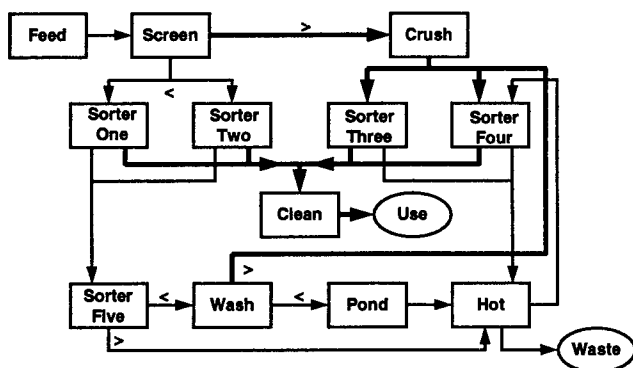 Feed
Screen
>
Crush
<
Sorter
One
Sorter
Two
Sorter
Three
Sorter
Four
Clean
Use
>
Sorter
Five
<
Wash
<
Pond
Hot
>
Waste